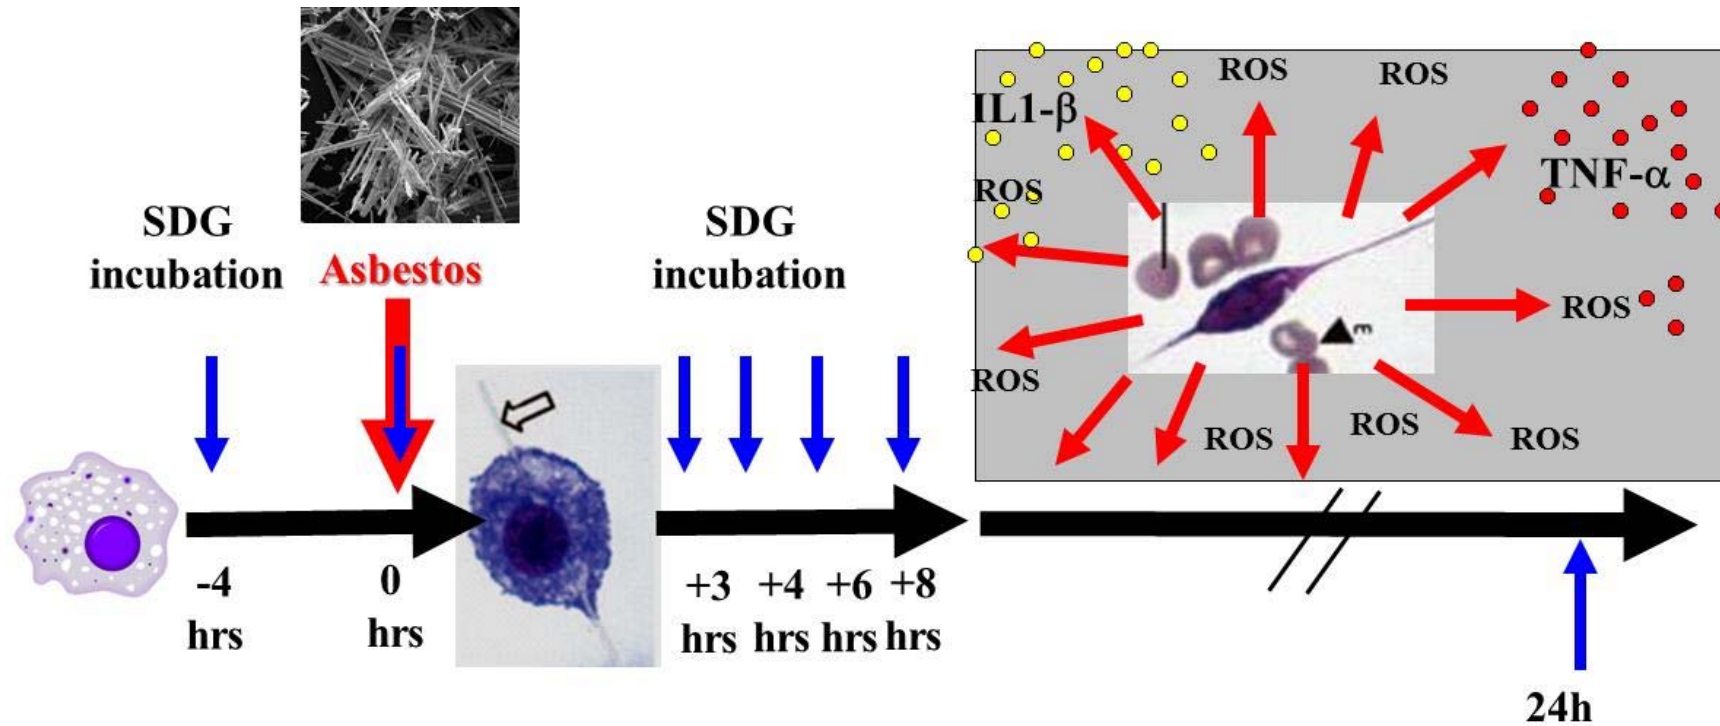 SDG
incubation
Asbestos
SDG
incubation
-4
hrs
0
hrs
+3
hrs
+4
hrs
+6
hrs
+8
hrs
IL1-β
ROS
ROS
TNF-α
ROS
ROS
ROS
ROS
ROS
ROS
m
24h